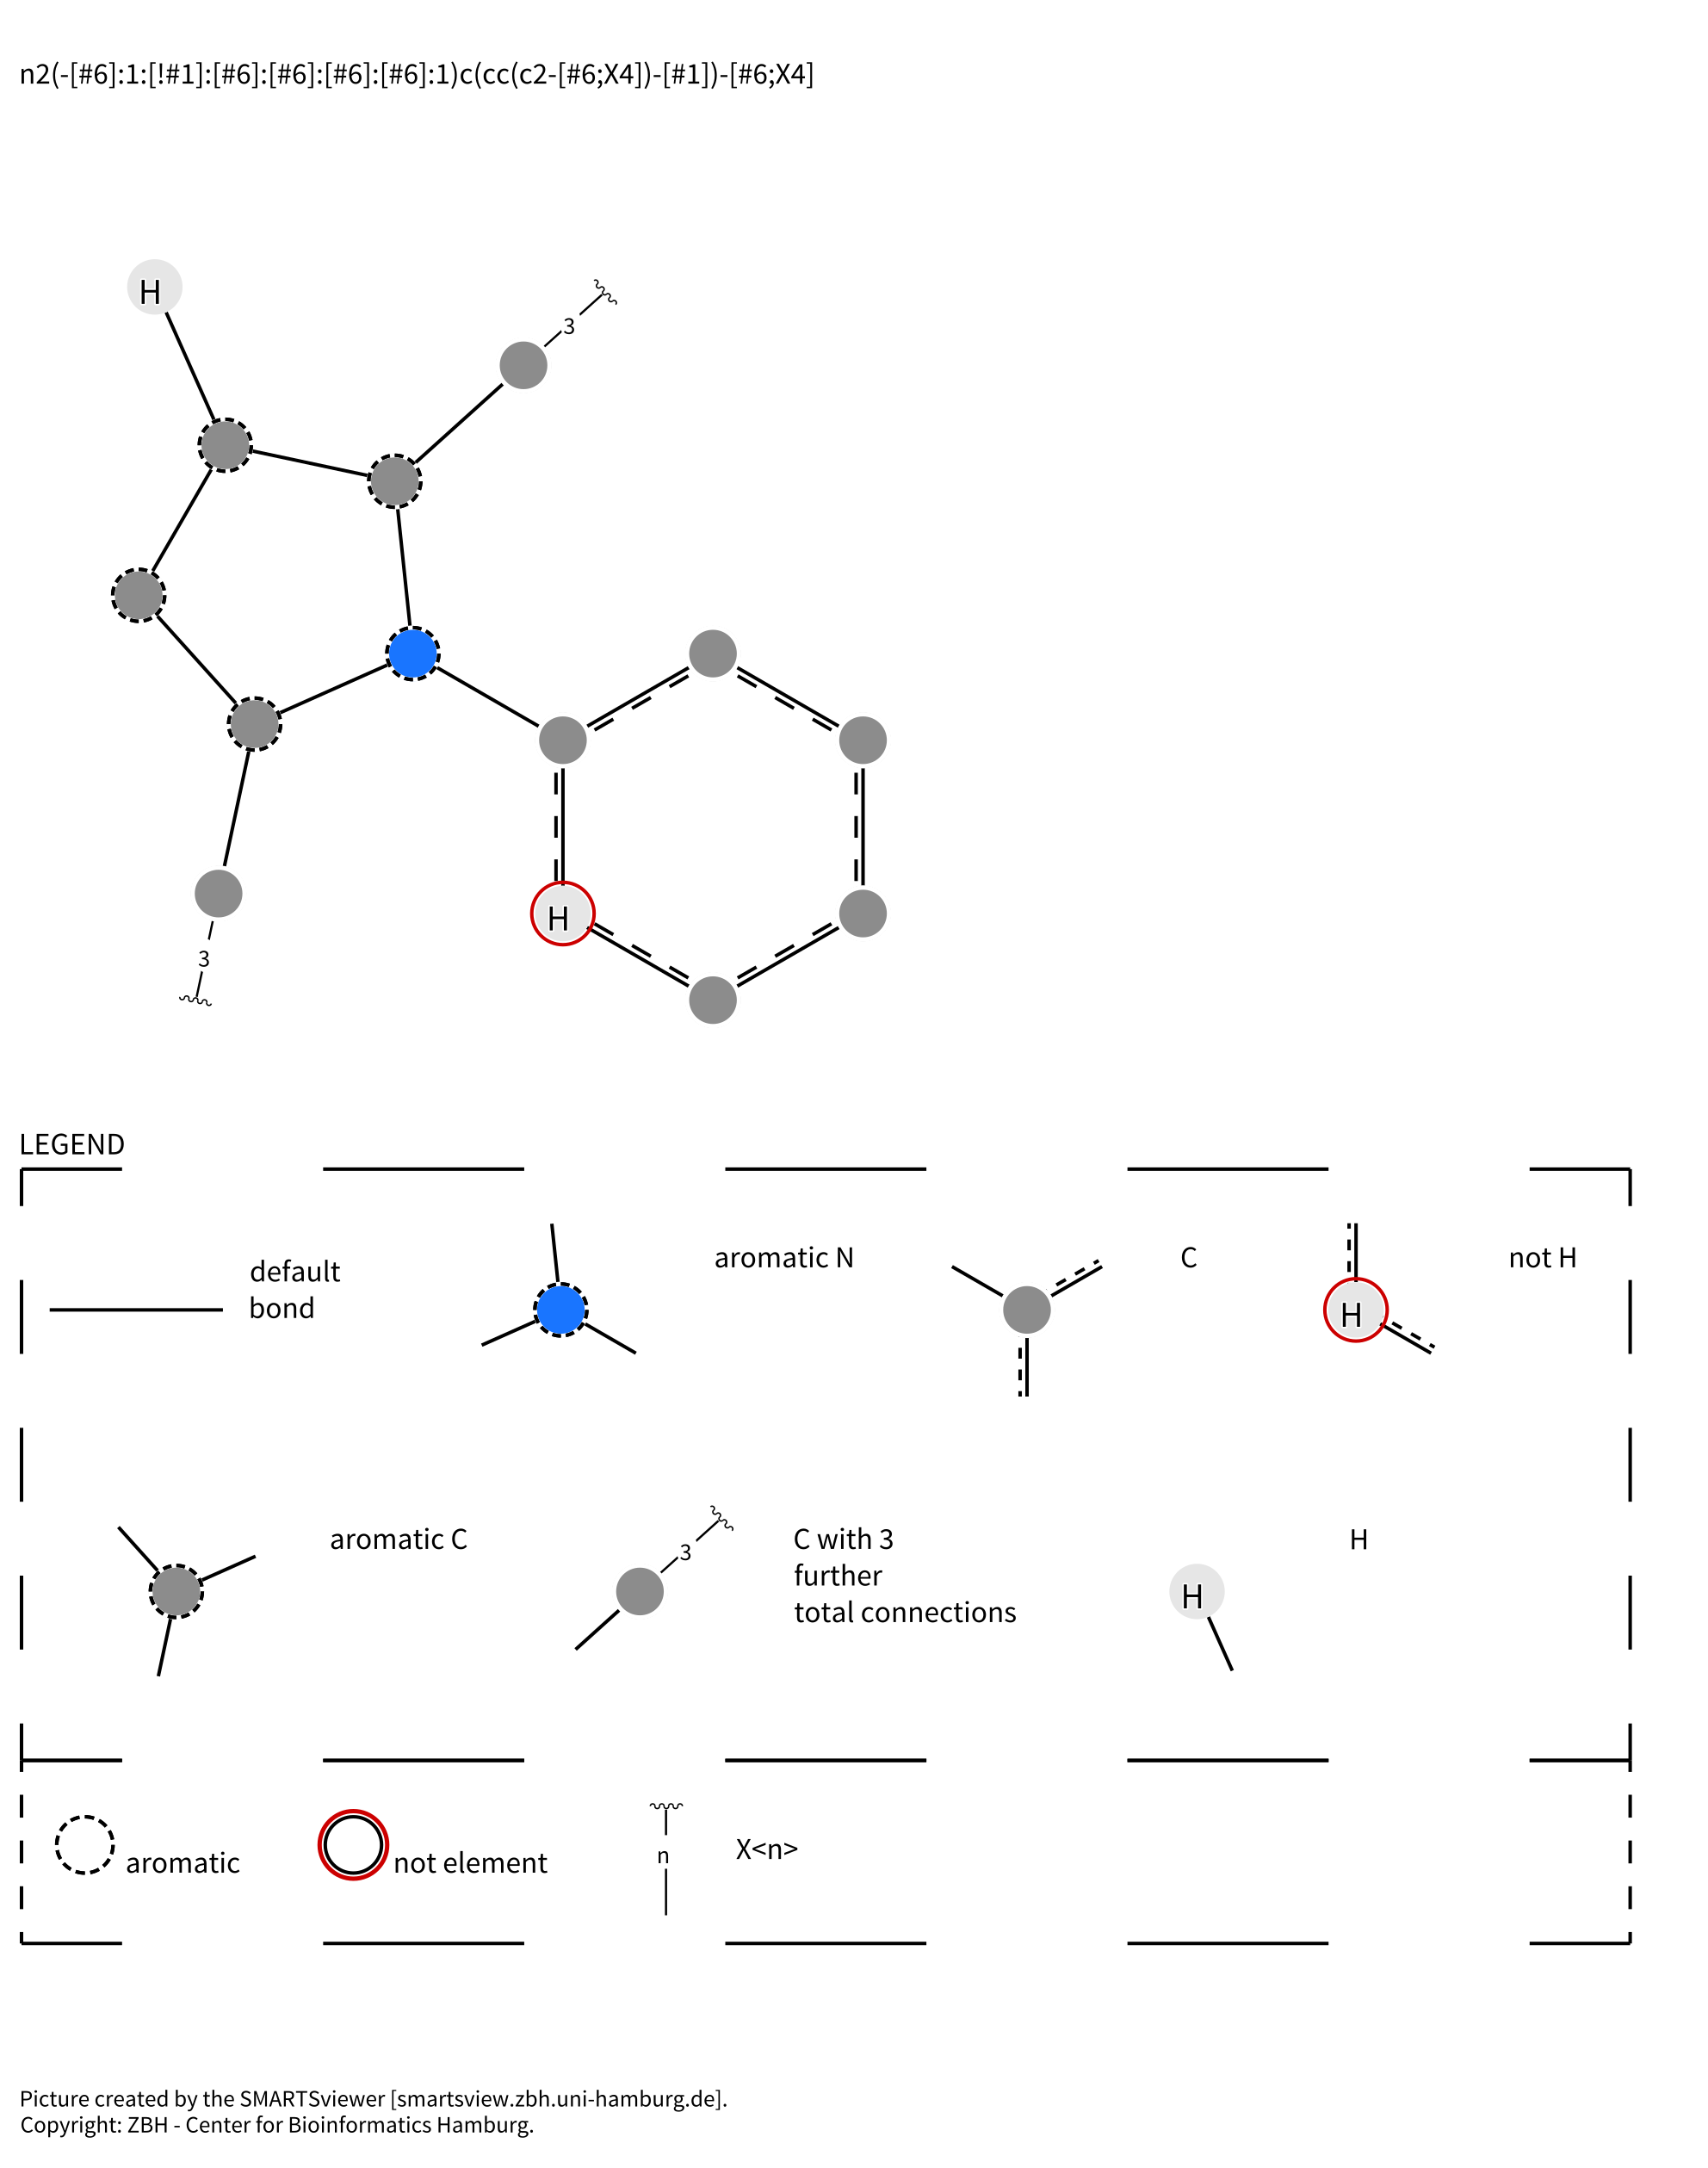 n2(-[#6]:1:[!#1]:[#6]:[#6]:[#6]:[#6]:1)c(cc(c2-[#6;X4])-[#1])-[#6;X4]
H
3
H
3
LEGEND
default
bond
aromatic N
C
H
not H
aromatic C
3
C with 3
further
total connections
H
H
aromatic
not element
n
X<n>
Picture created by the SMARTSviewer [smartsview.zbh.uni-hamburg.de].
Copyright: ZBH - Center for Bioinformatics Hamburg.